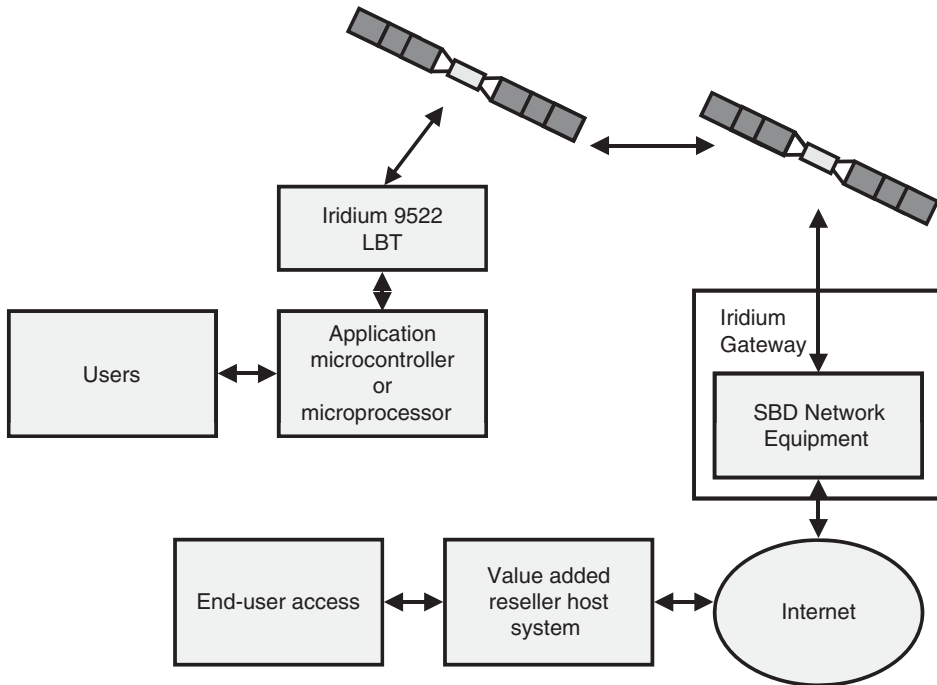 Iridium 9522
LBT
Users
Application
microcontroller
or
microprocessor
Iridium
Gateway
SBD Network
Equipment
End-user access
Value added
reseller host
system
Internet